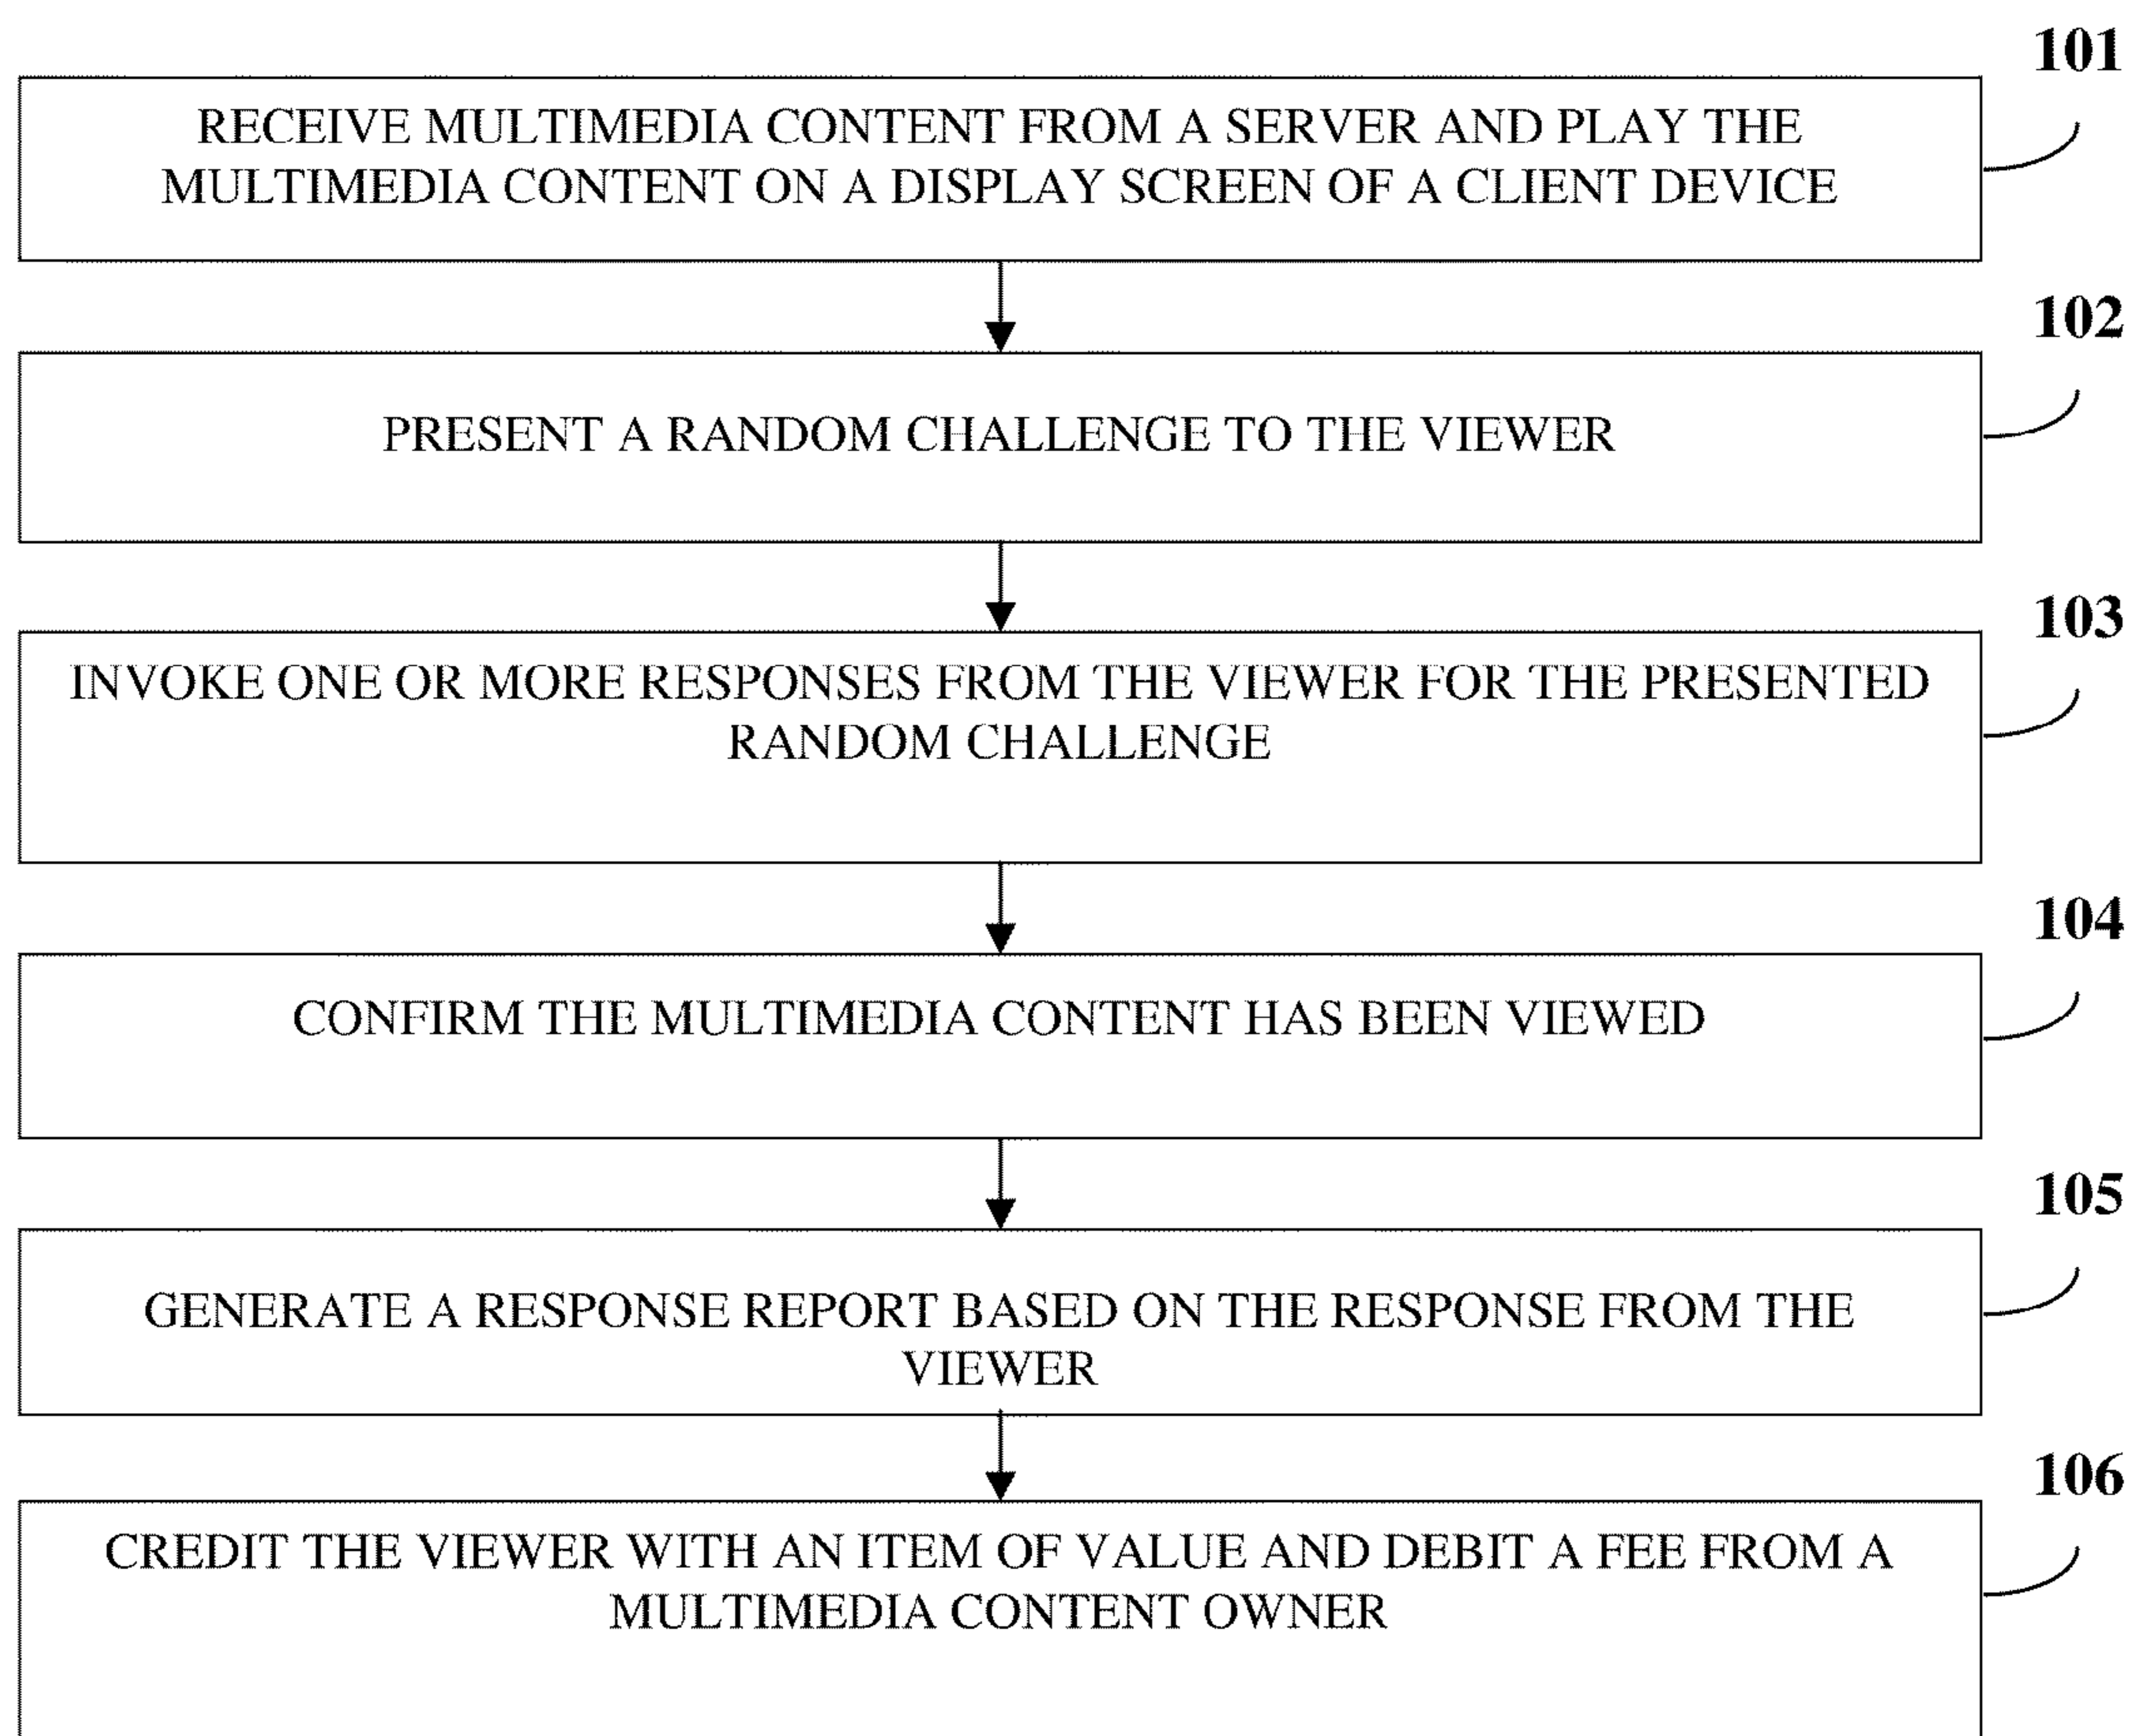 101
RECEIVE MULTIMEDIA CONTENT FROM A SERVER AND PLAY THE
MULTIMEDIA CONTENT ON A DISPLAY SCREEN OF A CLIENT DEVICE
102
PRESENT A RANDOM CHALLENGE TO THE VIEWER
103
INVOKE ONE OR MORE RESPONSES FROM THE VIEWER FOR THE PRESENTED
RANDOM CHALLENGE
104
CONFIRM THE MULTIMEDIA CONTENT HAS BEEN VIEWED
105
GENERATE A RESPONSE REPORT BASED ON THE RESPONSE FROM THE
VIEWER
106
CREDIT THE VIEWER WITH AN ITEM OF VALUE AND DEBIT A FEE FROM A
MULTIMEDIA CONTENT OWNER